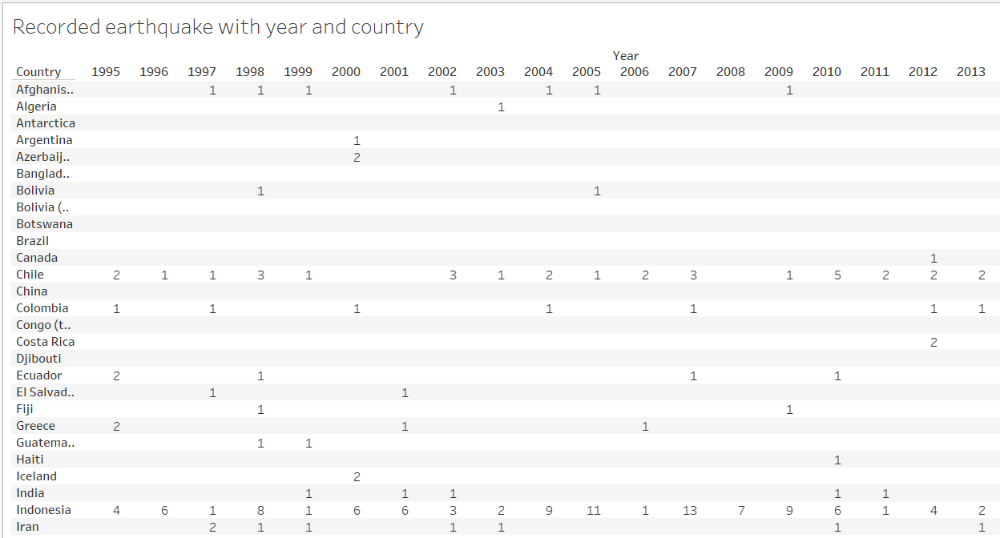 Recorded earthquake with year and country
Year
Country 1995 1996 1997 1998 1999 2000 2001 2002 2003 2004 2005 2006 2007 2008 2009 2010 2011 2012 2013
Afghanis.. 1 1 1 1 1 1 1
Algeria 1
Antarctica
Argentina 1
Azerbaij.. 2
Banglad..
Bolivia 1 1
Bolivia (..
Botswana
Brazil
Canada 1
Chile 2 1 1 3 1 3 1 2 1 2 3 1 5 2 2 2
China
Colombia 1 1 1 1 1 1 1
Congo (t..
Costa Rica 2
Djibouti
Ecuador 2 1 1 1
El Salvad.. 1 1
Fiji 1 1
Greece 2 1 1
Guatema.. 1 1
Haiti 1
Iceland 2
India 1 1 1 1 1
Indonesia 4 6 1 8 1 6 6 3 2 9 11 1 13 7 9 6 1 4 2
Iran 2 1 1 1 1 1 1